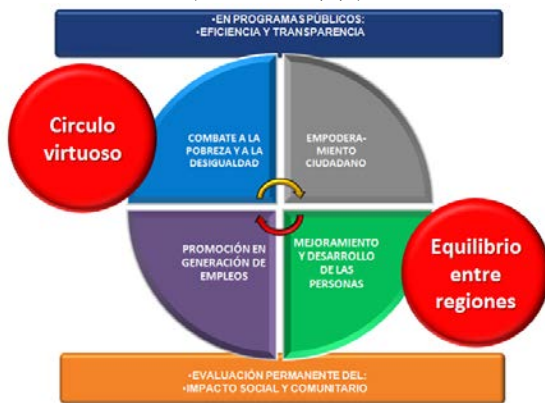 •EN PROGRAMAS PÚBLICOS:
•EFICIENCIA Y TRANSPARENCIA
Circulo
virtuoso
COMBATE A LA
POBREZA Y A LA
DESIGUALDAD
EMPODERA-
MIENTO
CIUDADANO
PROMOCIÓN EN
GENERACIÓN DE
EMPLEOS
MEJORAMIENTO
Y DESARROLLO
DE LAS
PERSONAS
Equilibrio
entre
regiones
•EVALUACIÓN PERMANENTE DEL:
•IMPACTO SOCIAL Y COMUNITARIO